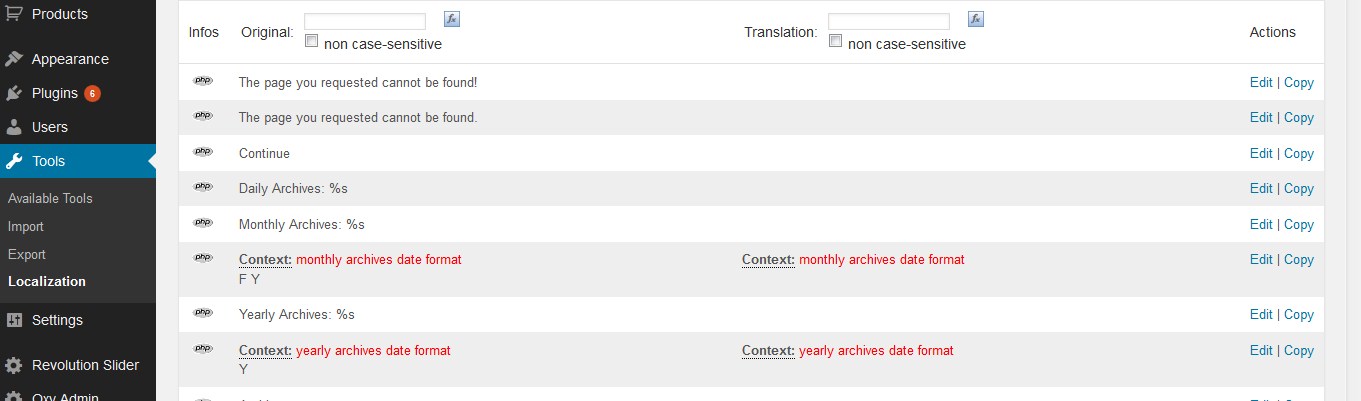 Products
Appearance
Plugins 6
Users
Tools
Available Tools
Import
Export
Localization
Settings
Revolution Slider
Oxy Admin
Infos Original: Translation: Actions
non case-sensitive non case-sensitive
php The page you requested cannot be found! Edit | Copy
php The page you requested cannot be found. Edit | Copy
php Continue Edit | Copy
php Daily Archives: %s Edit | Copy
php Monthly Archives: %s Edit | Copy
php Context: monthly archives date format Context: monthly archives date format Edit | Copy
F Y
php Yearly Archives: %s Edit | Copy
php Context: yearly archives date format Context: yearly archives date format Edit | Copy
Y